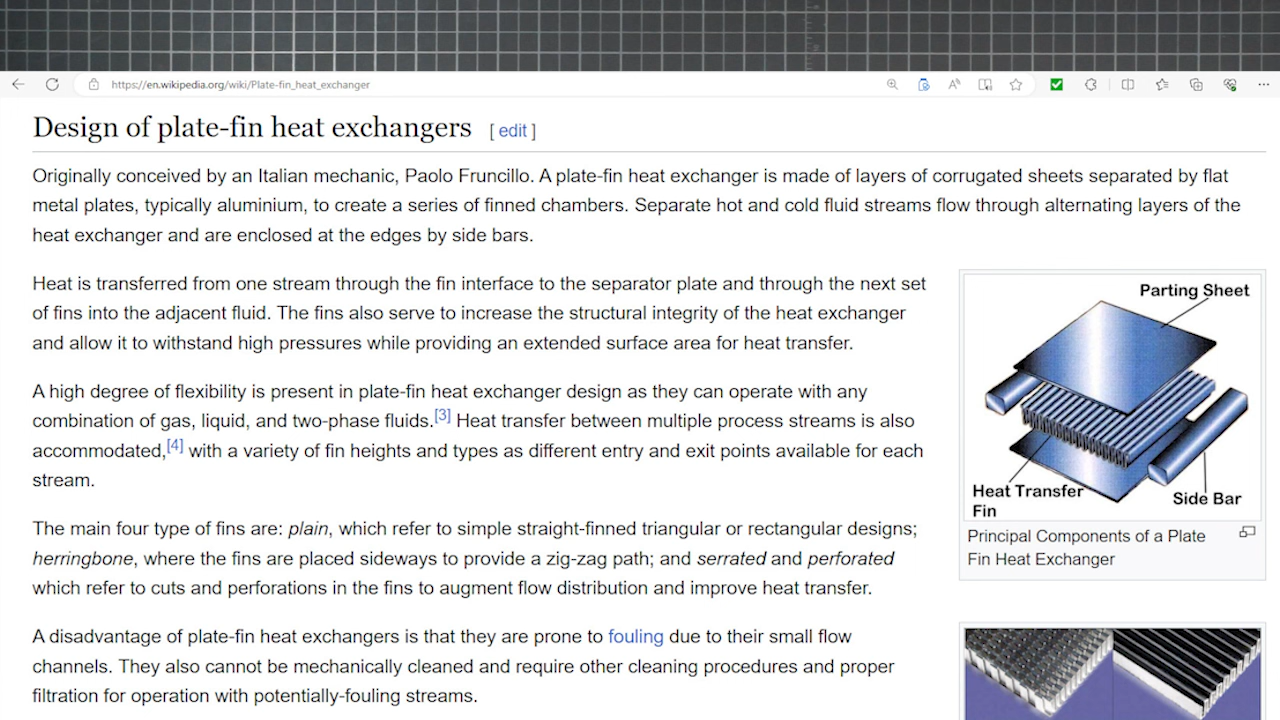 https://en.wikipedia.org/wiki/Plate-fin_heat_exchanger
Design of plate-fin heat exchangers [ edit ]
Originally conceived by an Italian mechanic, Paolo Fruncillo. A plate-fin heat exchanger is made of layers of corrugated sheets separated by flat
metal plates, typically aluminium, to create a series of finned chambers. Separate hot and cold fluid streams flow through alternating layers of the
heat exchanger and are enclosed at the edges by side bars.
Heat is transferred from one stream through the fin interface to the separator plate and through the next set
of fins into the adjacent fluid. The fins also serve to increase the structural integrity of the heat exchanger
and allow it to withstand high pressures while providing an extended surface area for heat transfer.
A high degree of flexibility is present in plate-fin heat exchanger design as they can operate with any
combination of gas, liquid, and two-phase fluids.[3] Heat transfer between multiple process streams is also
accommodated,[4] with a variety of fin heights and types as different entry and exit points available for each
stream.
The main four type of fins are: plain, which refer to simple straight-finned triangular or rectangular designs;
herringbone, where the fins are placed sideways to provide a zig-zag path; and serrated and perforated
which refer to cuts and perforations in the fins to augment flow distribution and improve heat transfer.
A disadvantage of plate-fin heat exchangers is that they are prone to fouling due to their small flow
channels. They also cannot be mechanically cleaned and require other cleaning procedures and proper
filtration for operation with potentially-fouling streams.
Parting Sheet
Heat Transfer
Fin
Side Bar
Principal Components of a Plate
Fin Heat Exchanger